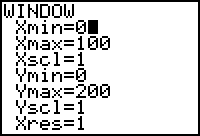 WINDOW
Xmin=0
Xmax=100
Xscl=1
Ymin=0
Ymax=200
Yscl=1
Xres=1